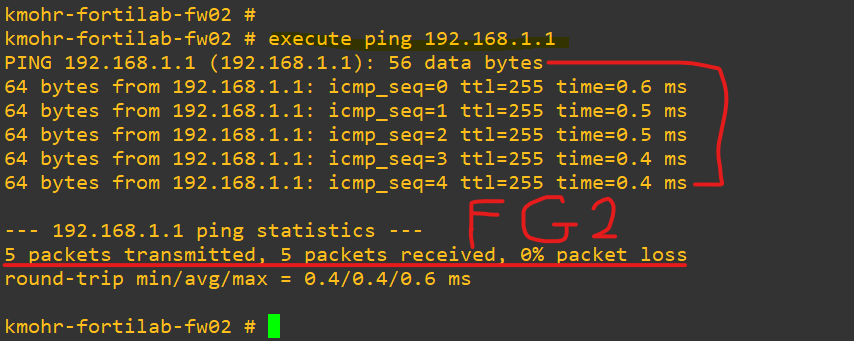 kmohr-fortilab-fw02 #
kmohr-fortilab-fw02 # execute ping 192.168.1.1
PING 192.168.1.1 (192.168.1.1): 56 data bytes
64 bytes from 192.168.1.1: icmp_seq=0 ttl=255 time=0.6 ms
64 bytes from 192.168.1.1: icmp_seq=1 ttl=255 time=0.5 ms
64 bytes from 192.168.1.1: icmp_seq=2 ttl=255 time=0.5 ms
64 bytes from 192.168.1.1: icmp_seq=3 ttl=255 time=0.4 ms
64 bytes from 192.168.1.1: icmp_seq=4 ttl=255 time=0.4 ms
--- 192.168.1.1 ping statistics ---
FG2
5 packets transmitted, 5 packets received, 0% packet loss
round-trip min/avg/max = 0.4/0.4/0.6 ms
kmohr-fortilab-fw02 #